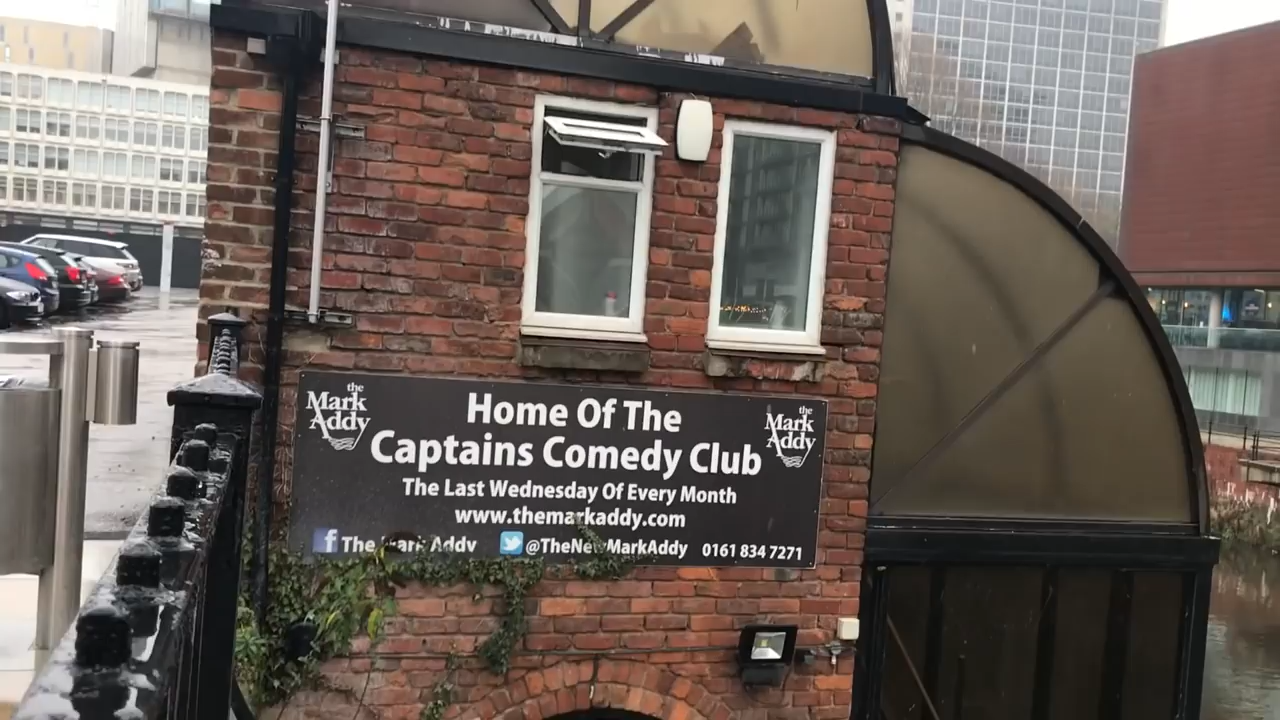 the
Mark
Addy
Home Of The
Captains Comedy Club
the
Mark
Addy
The Last Wednesday Of Every Month
www.themarkaddy.com
f The Mark Addy @TheNewMarkAddy 0161 834 7271